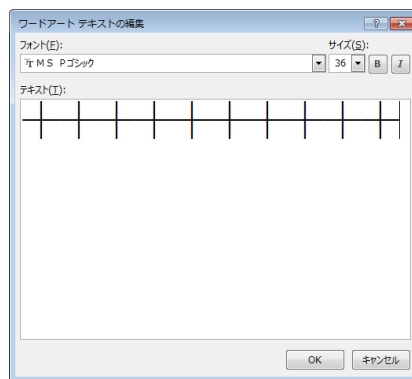 ワードアート テキストの編集
フォント(F):
サイズ(S):
ＭＳ Ｐゴシック
36
B
I
テキスト(T):
┼┼┼┼┼┼┼┼┼┼
OK
キャンセル